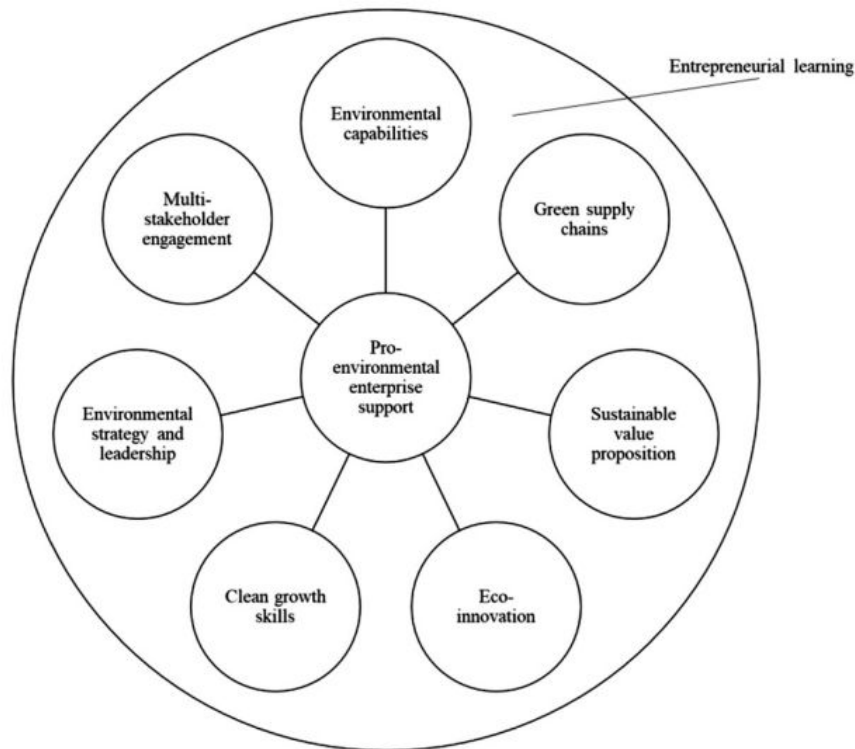 Entrepreneurial learning
Environmental
capabilities
Multi-
stakeholder
engagement
Green supply
chains
Pro-
environmental
enterprise
support
Environmental
strategy and
leadership
Sustainable
value
proposition
Clean growth
skills
Eco-
innovation